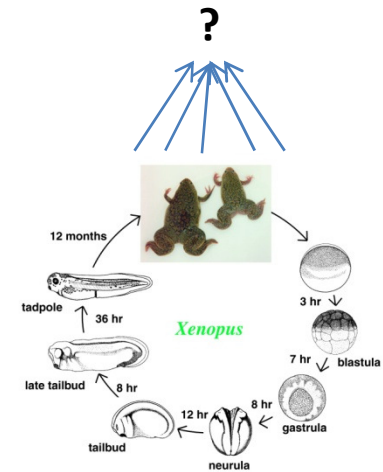 ?
12 months
tadpole
36 hr
late tailbud
8 hr
tailbud
12 hr
neurula
8 hr
gastrula
7 hr
blastula
3 hr
Xenopus